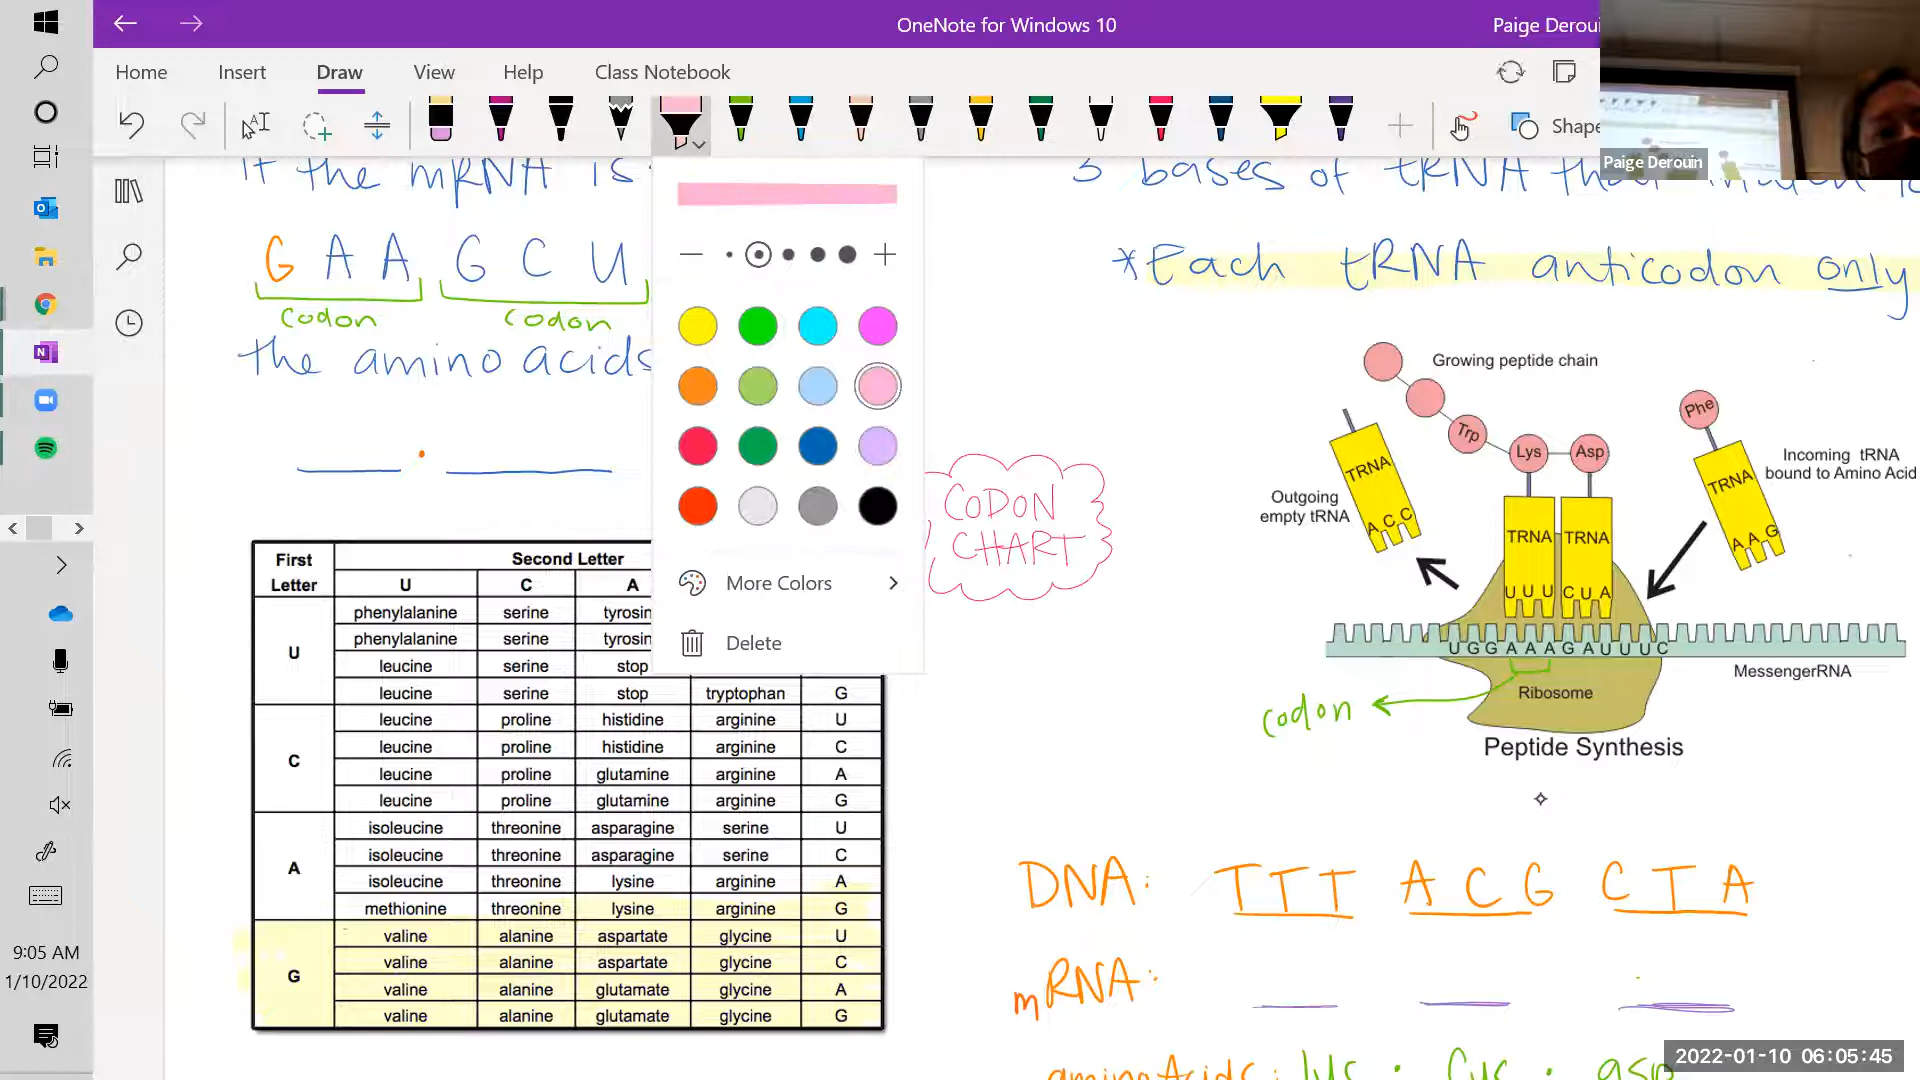 OneNote for Windows 10
Paige Derouin
Home Insert Draw View Help Class Notebook
Shape
Paige Derouin
If the mRNA is
3 bases of tRNA that
G A A G C U
codon codon
*Each tRNA anticodon only
the amino acids
More Colors
Delete
CODON
CHART
First Letter
Second Letter
U C A
U
phenylalanine serine
phenylalanine serine
leucine serine stop
leucine serine stop tryptophan G
C
leucine proline histidine arginine U
leucine proline histidine arginine C
leucine proline glutamine arginine A
leucine proline glutamine arginine G
A
isoleucine threonine asparagine serine U
isoleucine threonine asparagine serine C
isoleucine threonine lysine arginine A
methionine threonine lysine arginine G
G
valine alanine aspartate glycine U
valine alanine aspartate glycine C
valine alanine glutamate glycine A
valine alanine glutamate glycine G
Growing peptide chain
Trp
Lys
Asp
Phe
Incoming tRNA
bound to Amino Acid
Outgoing
empty tRNA
TRNA
A C C
TRNA
U U U
TRNA
C U A
TRNA
A A G
U G G A A A G A U U U C
MessengerRNA
Ribosome
codon
Peptide Synthesis
DNA: T T T A C G C T A
mRNA:
amino Acids: lys · Cys · asp
9:05 AM
1/10/2022
2022-01-10 06:05:45